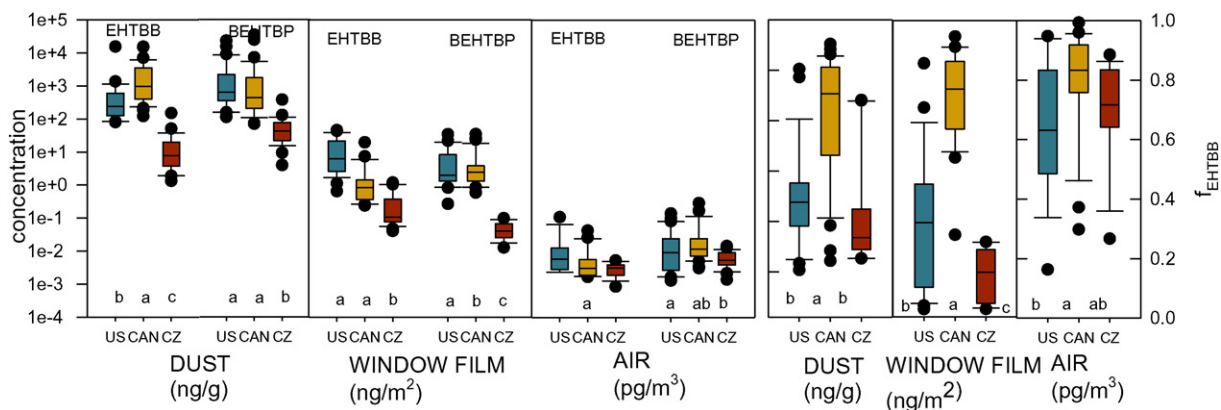 1e+5
1e+4
1e+3
1e+2
1e+1
1e+0
1e-1
1e-2
1e-3
1e-4
concentration
EHTBB BEHTBP
b a c a a b
US CAN CZ US CAN CZ
DUST
(ng/g)
EHTBB BEHTBP
a a b a b c
US CAN CZ US CAN CZ
WINDOW FILM
(ng/m²)
EHTBB BEHTBP
a a ab b
US CAN CZ US CAN CZ
AIR
(pg/m³)
b a b
US CAN CZ
DUST
(ng/g)
b a c
US CAN CZ
WINDOW FILM
(ng/m²)
b a ab
US CAN CZ
AIR
(pg/m³)
1.0
0.8
0.6
0.4
0.2
0.0
fEHTBB